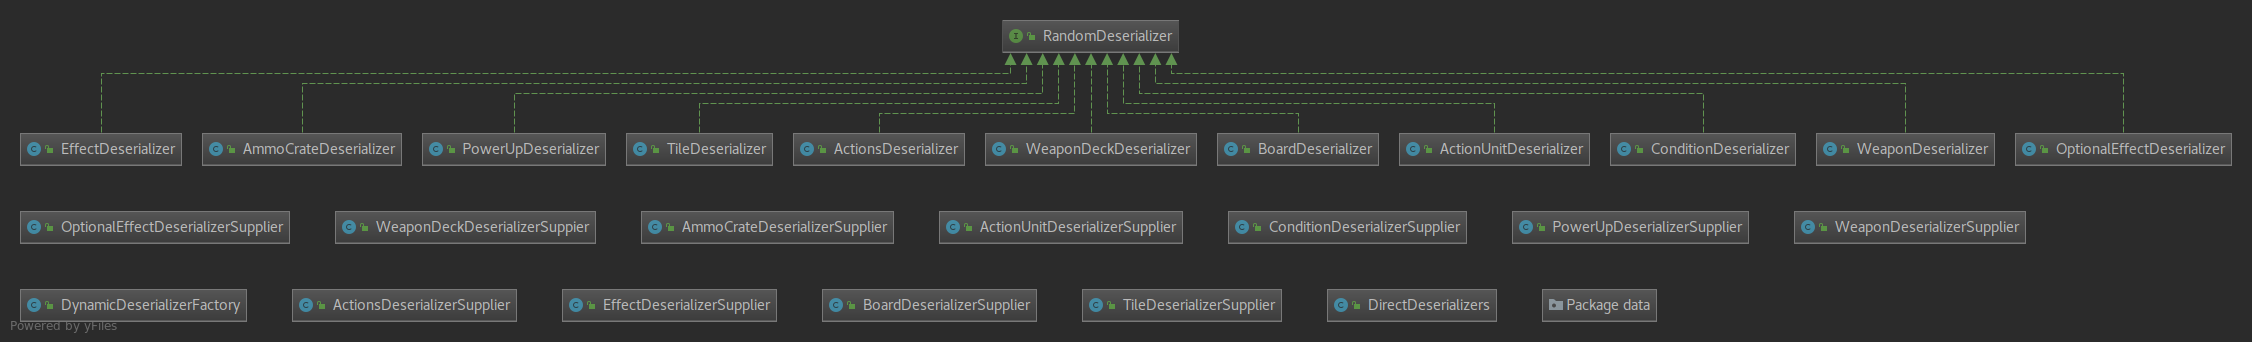 RandomDeserializer
EffectDeserializer AmmoCrateDeserializer PowerUpDeserializer TileDeserializer ActionsDeserializer WeaponDeckDeserializer BoardDeserializer ActionUnitDeserializer ConditionDeserializer WeaponDeserializer OptionalEffectDeserializer
OptionalEffectDeserializerSupplier WeaponDeckDeserializerSuppier AmmoCrateDeserializerSupplier ActionUnitDeserializerSupplier ConditionDeserializerSupplier PowerUpDeserializerSupplier WeaponDeserializerSupplier
DynamicDeserializerFactory ActionsDeserializerSupplier EffectDeserializerSupplier BoardDeserializerSupplier TileDeserializerSupplier DirectDeserializers Package data
Powered by yFiles